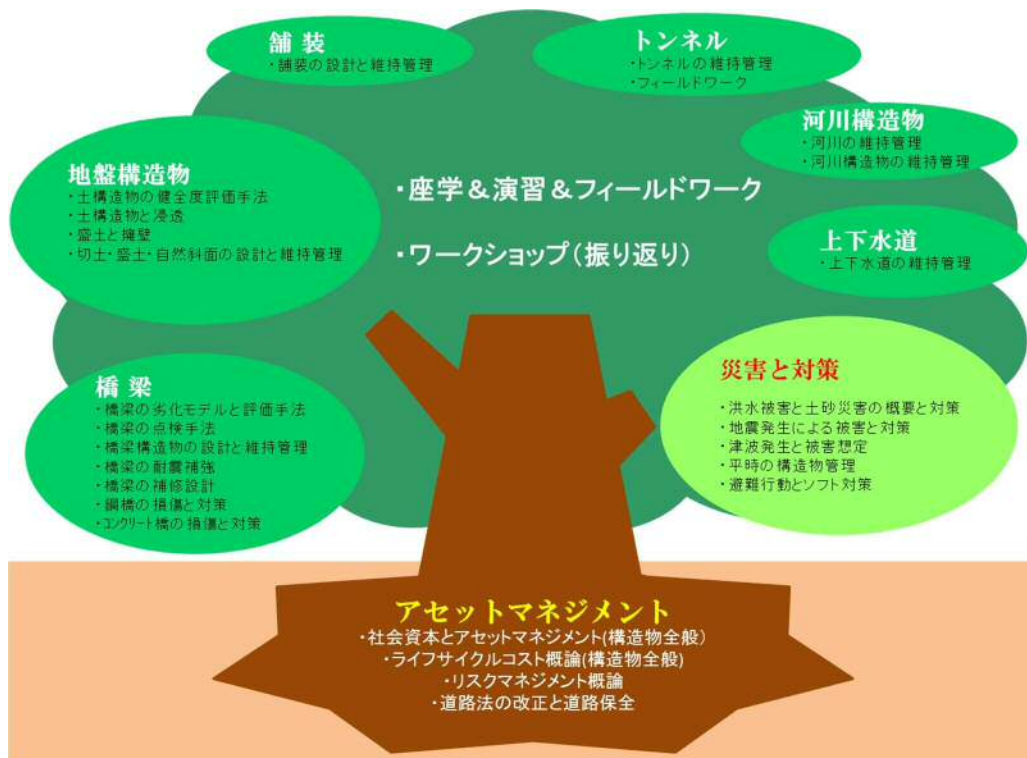 舗 装
・舗装の設計と維持管理
トンネル
・トンネルの維持管理
・フィールドワーク
河川構造物
・河川の維持管理
・河川構造物の維持管理
地盤構造物
・土構造物の健全度評価手法
・土構造物と浸透
・盛土と擁壁
・切土・盛土・自然斜面の設計と維持管理
・座学&演習&フィールドワーク
・ワークショップ(振り返り)
上下水道
・上下水道の維持管理
橋 梁
・橋梁の劣化モデルと評価手法
・橋梁の点検手法
・橋梁構造物の設計と維持管理
・橋梁の耐震補強
・橋梁の補修設計
・鋼橋の損傷と対策
・コンクリート橋の損傷と対策
災害と対策
・洪水被害と土砂災害の概要と対策
・地震発生による被害と対策
・津波発生と被害想定
・平時の構造物管理
・避難行動とソフト対策
アセットマネジメント
・社会資本とアセットマネジメント(構造物全般)
・ライフサイクルコスト概論(構造物全般)
・リスクマネジメント概論
・道路法の改正と道路保全